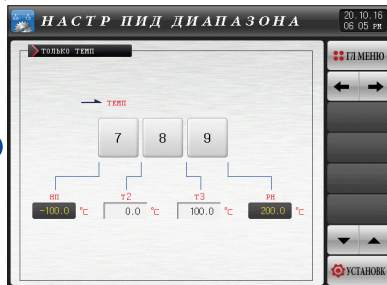 НАСТР ПИД ДИАПАЗОНА
20.10.16
06 05 PM
ТОЛЬКО ТЕМП
ГЛ МЕНЮ
ТЕМП
7 8 9
НП Т2 Т3 РН
-100.0 °C 0.0 °C 100.0 °C 200.0 °C
УСТАНОВК